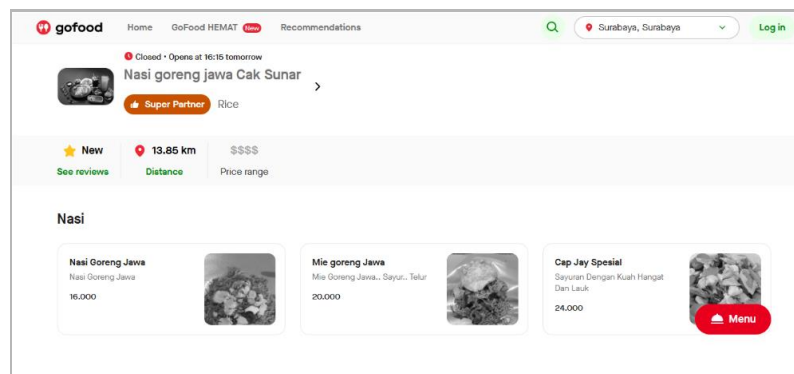 gofood Home GoFood HEMAT New Recommendations Surabaya, Surabaya Log in
Closed • Opens at 16:15 tomorrow
Nasi goreng jawa Cak Sunar
Super Partner Rice
New 13.85 km $$$$
See reviews Distance Price range
Nasi
Nasi Goreng Jawa
Nasi Goreng Jawa
16.000
Mie goreng Jawa
Mie Goreng Jawa.. Sayur.. Telur
20.000
Cap Jay Spesial
Sayuran Dengan Kuah Hangat
Dan Lauk
24.000
Menu